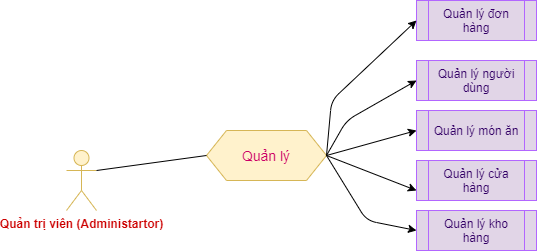 Quản lý đơn
hàng
Quản lý người
dùng
Quản lý món ăn
Quản lý
Quản lý cửa
hàng
Quản trị viên (Administartor)
Quản lý kho
hàng